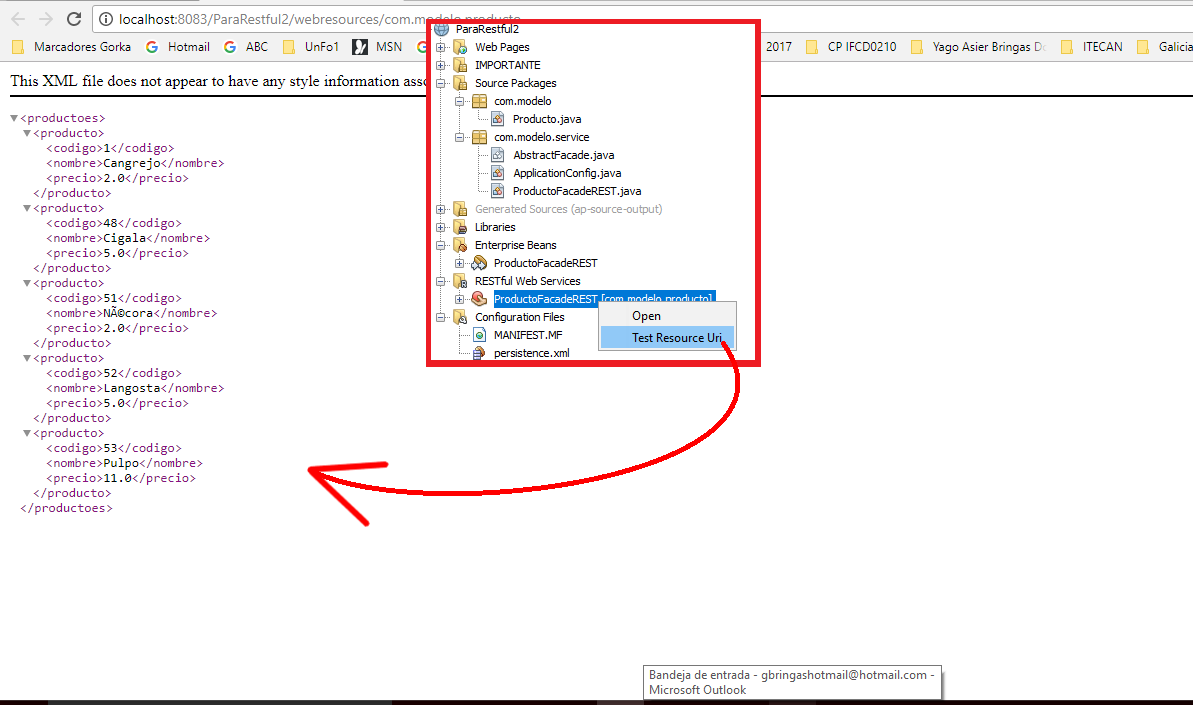 localhost:8083/ParaRestful2/webresources/com.modelo.producto
Marcadores Gorka Hotmail ABC UnFo1 MSN 2017 CP IFCD0210 Yago Asier Bringas ITECAN Galicia
This XML file does not appear to have any style information
<productoes>
<producto>
<codigo>1</codigo>
<nombre>Cangrejo</nombre>
<precio>2.0</precio>
</producto>
<producto>
<codigo>48</codigo>
<nombre>Cigala</nombre>
<precio>5.0</precio>
</producto>
<producto>
<codigo>51</codigo>
<nombre>NÃ©cora</nombre>
<precio>2.0</precio>
</producto>
<producto>
<codigo>52</codigo>
<nombre>Langosta</nombre>
<precio>5.0</precio>
</producto>
<producto>
<codigo>53</codigo>
<nombre>Pulpo</nombre>
<precio>11.0</precio>
</producto>
</productoes>
ParaRestful2
Web Pages
IMPORTANTE
Source Packages
com.modelo
Producto.java
com.modelo.service
AbstractFacade.java
ApplicationConfig.java
ProductoFacadeREST.java
Generated Sources (ap-source-output)
Libraries
Enterprise Beans
ProductoFacadeREST
RESTful Web Services
ProductoFacadeREST [com.modelo.producto]
Open
Test Resource Uri
Configuration Files
MANIFEST.MF
persistence.xml
Bandeja de entrada - gbringashotmail@hotmail.com -
Microsoft Outlook